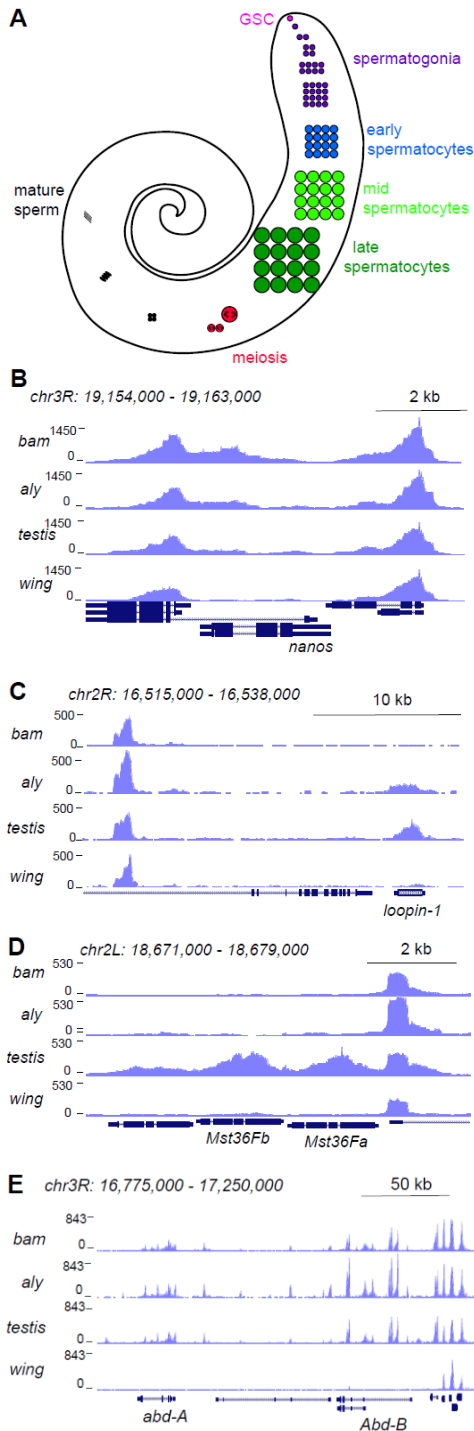 A
GSC
spermatogonia
early
spermatocytes
mid
spermatocytes
late
spermatocytes
mature
sperm
meiosis
B
chr3R: 19,154,000 - 19,163,000
2 kb
bam
1450
0
aly
1450
0
testis
1450
0
wing
1450
0
nanos
C
chr2R: 16,515,000 - 16,538,000
10 kb
bam
500
0
aly
500
0
testis
500
0
wing
500
0
loopin-1
D
chr2L: 18,671,000 - 18,679,000
2 kb
bam
530
0
aly
530
0
testis
530
0
wing
530
0
Mst36Fb
Mst36Fa
E
chr3R: 16,775,000 - 17,250,000
50 kb
bam
843
0
aly
843
0
testis
843
0
wing
843
0
abd-A
Abd-B